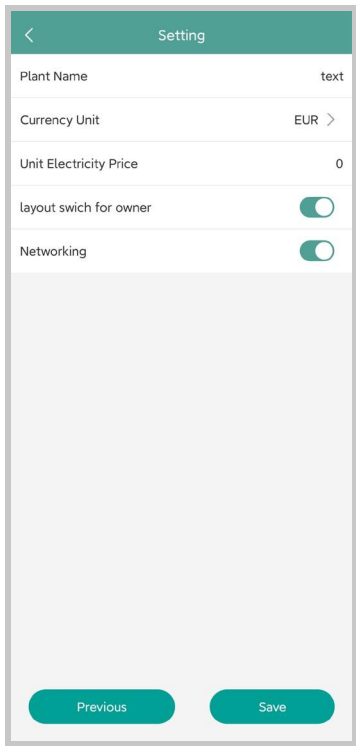 Setting
Plant Name text
Currency Unit EUR
Unit Electricity Price 0
layout swich for owner
Networking
Previous Save